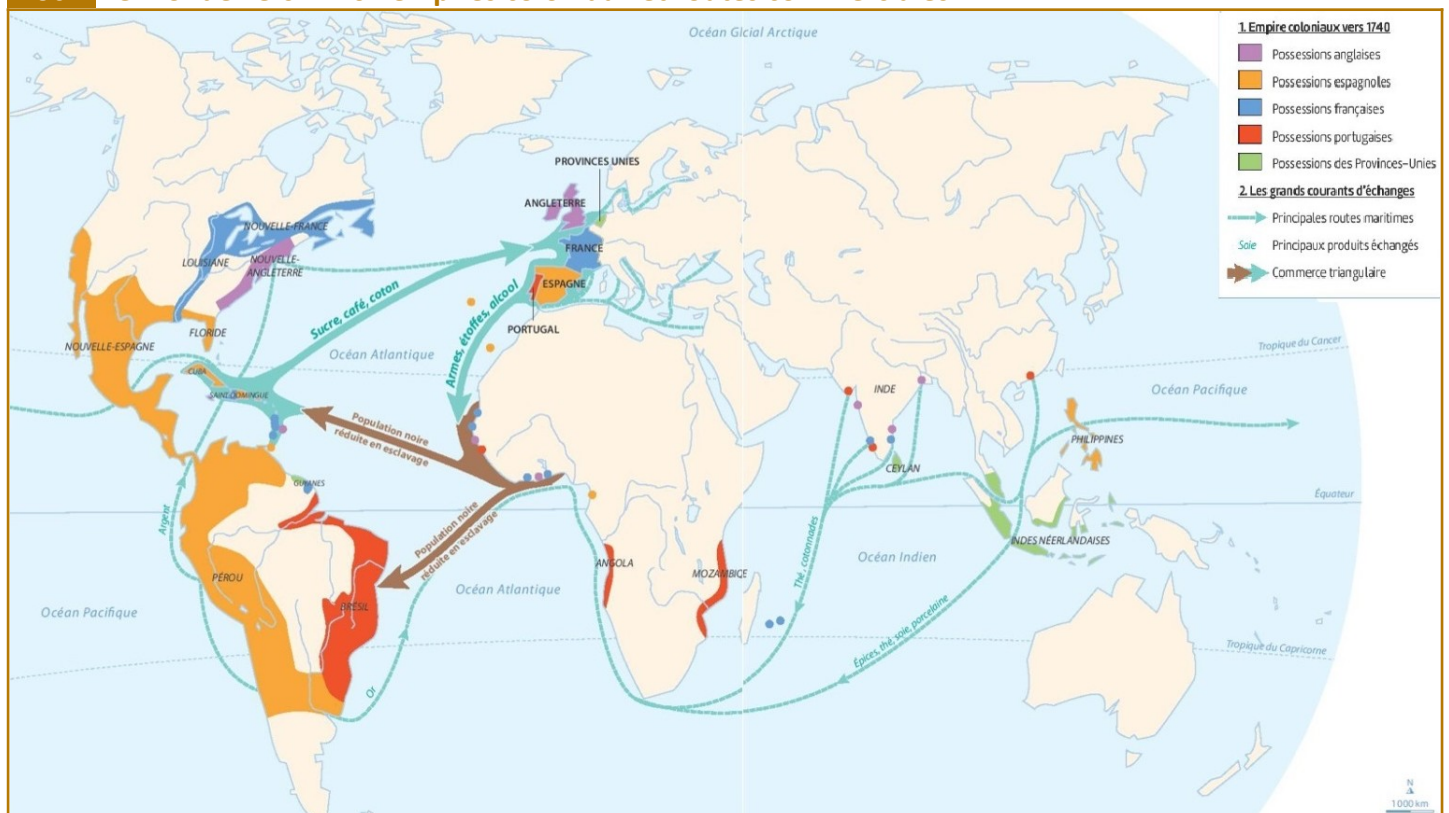 Océan Glcial Arctique
1. Empire coloniaux vers 1740
Possessions anglaises
Possessions espagnoles
Possessions françaises
Possessions portugaises
Possessions des Provinces-Unies
2. Les grands courants d'échanges
Principales routes maritimes
Soie
Principaux produits échangés
Commerce triangulaire
PROVINCES UNIES
ANGLETERRE
FRANCE
ESPAGNE
PORTUGAL
NOUVELLE-FRANCE
LOUISIANE
NOUVELLE-
ANGLETERRE
FLORIDE
NOUVELLE-ESPAGNE
CUBA
SAINT-DOMINGUE
Sucre, café, coton
Armes, étoffes, alcool
Océan Atlantique
Population noire
réduite en esclavage
Population noire
réduite en esclavage
GUYANES
Argent
PÉROU
BRÉSIL
Or
Océan Pacifique
Océan Atlantique
ANGOLA
MOZAMBIQE
INDE
CEYLAN
PHILIPPINES
INDES NÉERLANDAISES
Thé, cotonnades
Océan Indien
Épices, thé, soie, porcelaine
Tropique du Cancer
Océan Pacifique
Équateur
Tropique du Capricorne
N
1 000 km